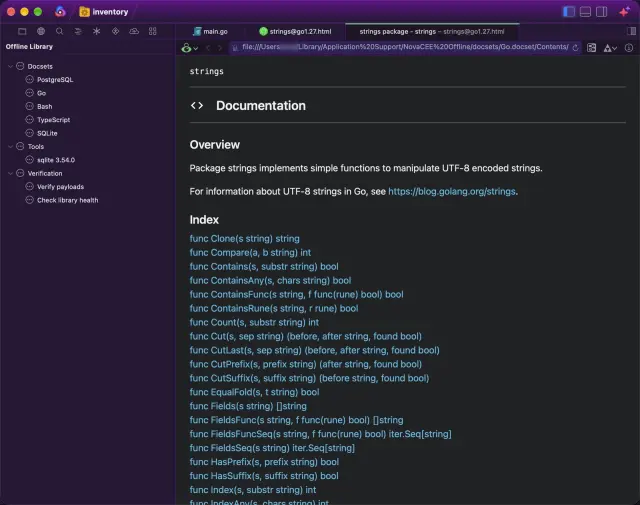 inventory
Offline Library
Docsets
PostgreSQL
Go
Bash
TypeScript
SQLite
Tools
sqlite 3.54.0
Verification
Verify payloads
Check library health
main.go
strings@go1.27.html
strings package - strings – strings@go1.27.html
file:///Users Library/Application%20Support/NovaCEE%20Offline/docsets/Go.docset/Contents/
strings
<> Documentation
Overview
Package strings implements simple functions to manipulate UTF-8 encoded strings.
For information about UTF-8 strings in Go, see https://blog.golang.org/strings.
Index
func Clone(s string) string
func Compare(a, b string) int
func Contains(s, substr string) bool
func ContainsAny(s, chars string) bool
func ContainsFunc(s string, f func(rune) bool) bool
func ContainsRune(s string, r rune) bool
func Count(s, substr string) int
func Cut(s, sep string) (before, after string, found bool)
func CutLast(s, sep string) (before, after string, found bool)
func CutPrefix(s, prefix string) (after string, found bool)
func CutSuffix(s, suffix string) (before string, found bool)
func EqualFold(s, t string) bool
func Fields(s string) []string
func FieldsFunc(s string, f func(rune) bool) []string
func FieldsFuncSeq(s string, f func(rune) bool) iter.Seq[string]
func FieldsSeq(s string) iter.Seq[string]
func HasPrefix(s, prefix string) bool
func HasSuffix(s, suffix string) bool
func Index(s, substr string) int
func IndexAny(s, chars string) int